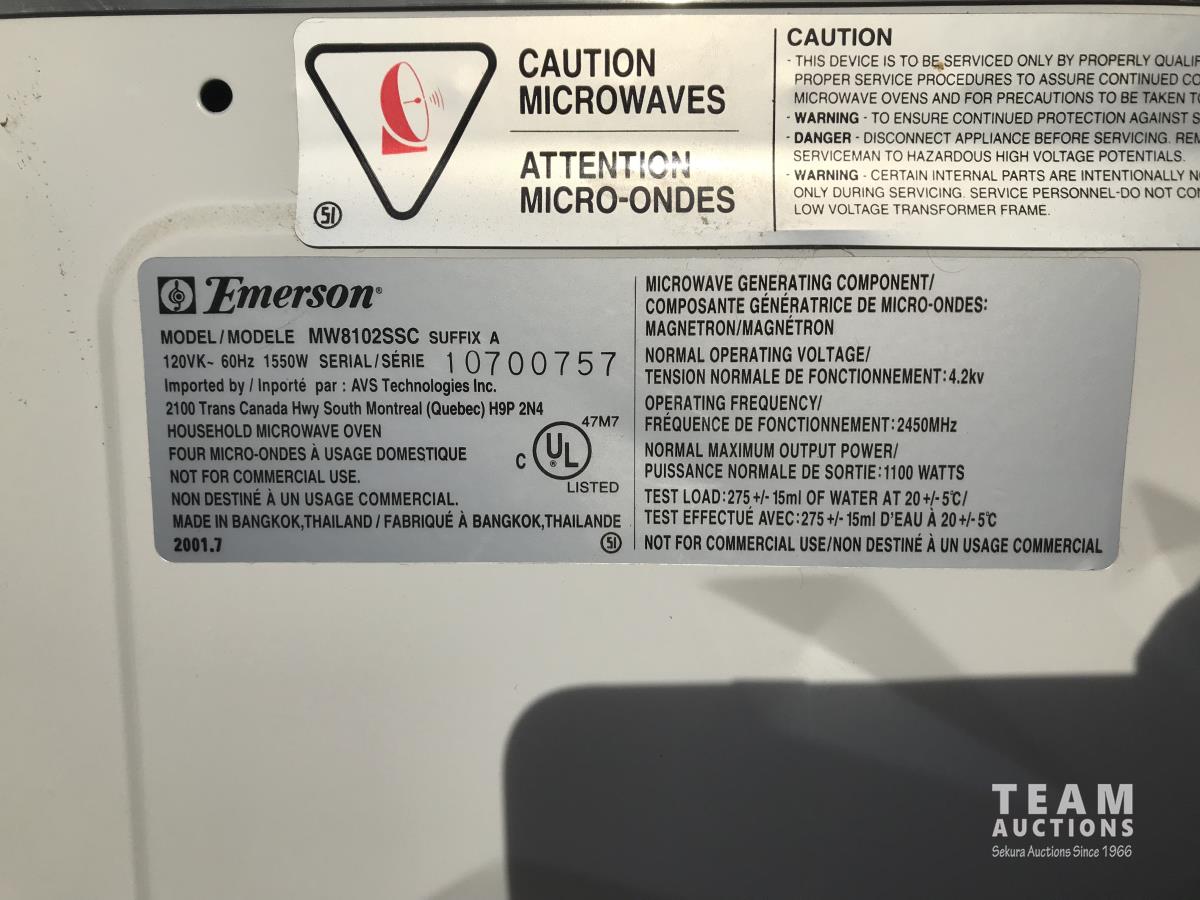 CAUTION
MICROWAVES
ATTENTION
MICRO-ONDES
SI
CAUTION
- THIS DEVICE IS TO BE SERVICED ONLY BY PROPERLY
PROPER SERVICE PROCEDURES TO ASSURE CONTINUED
MICROWAVE OVENS AND FOR PRECAUTIONS TO BE TAKEN
- WARNING - TO ENSURE CONTINUED PROTECTION AGAINST
- DANGER - DISCONNECT APPLIANCE BEFORE SERVICING.
SERVICEMAN TO HAZARDOUS HIGH VOLTAGE POTENTIALS.
- WARNING - CERTAIN INTERNAL PARTS ARE INTENTIONALLY
ONLY DURING SERVICING. SERVICE PERSONNEL-DO NOT
LOW VOLTAGE TRANSFORMER FRAME.
Emerson®
MODEL/MODELE MW8102SSC SUFFIX A
120VK~ 60Hz 1550W SERIAL/SÉRIE 10700757
Imported by / Inporté par : AVS Technologies Inc.
2100 Trans Canada Hwy South Montreal (Quebec) H9P 2N4
HOUSEHOLD MICROWAVE OVEN
FOUR MICRO-ONDES À USAGE DOMESTIQUE
NOT FOR COMMERCIAL USE.
NON DESTINÉ À UN USAGE COMMERCIAL.
MADE IN BANGKOK,THAILAND / FABRIQUÉ À BANGKOK,THAILANDE
2001.7
47M7
C UL ®
LISTED
SI
MICROWAVE GENERATING COMPONENT/
COMPOSANTE GÉNÉRATRICE DE MICRO-ONDES:
MAGNETRON/MAGNÉTRON
NORMAL OPERATING VOLTAGE/
TENSION NORMALE DE FONCTIONNEMENT:4.2kv
OPERATING FREQUENCY/
FRÉQUENCE DE FONCTIONNEMENT:2450MHz
NORMAL MAXIMUM OUTPUT POWER/
PUISSANCE NORMALE DE SORTIE:1100 WATTS
TEST LOAD:275 +/- 15ml OF WATER AT 20 +/- 5℃/
TEST EFFECTUÉ AVEC:275 +/- 15ml D'EAU À 20 +/- 5℃
NOT FOR COMMERCIAL USE/NON DESTINÉ À UN USAGE COMMERCIAL
TEAM
AUCTIONS
Sekura Auctions Since 1966